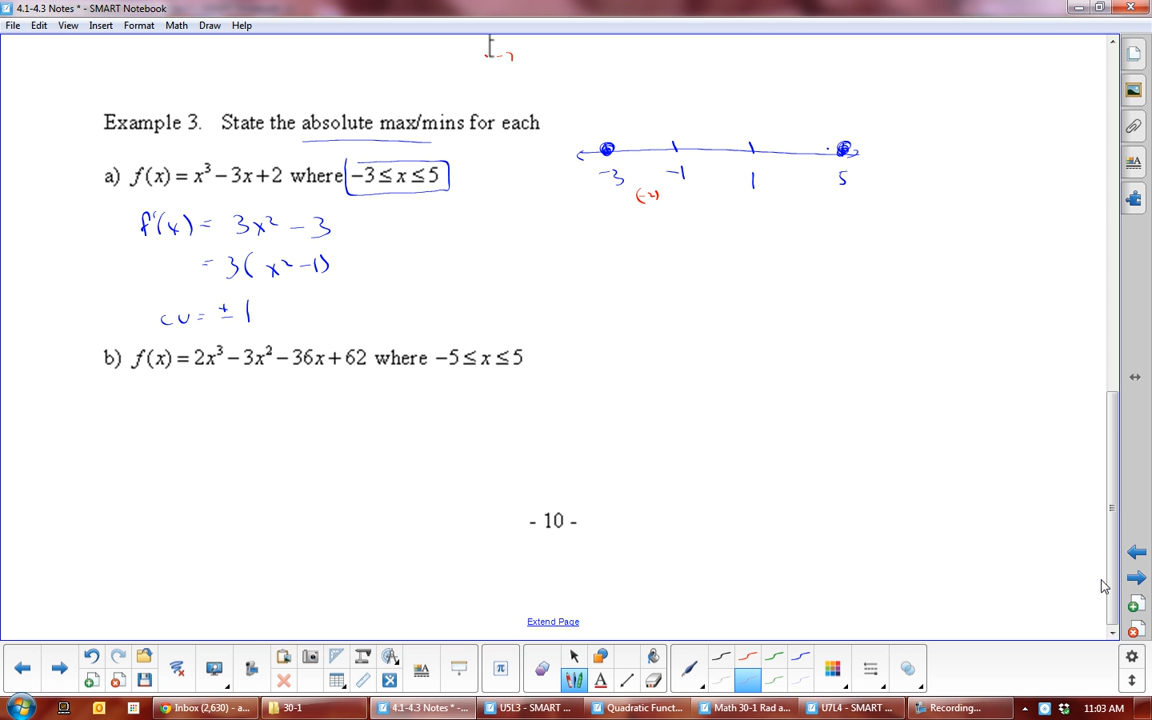 4.1-4.3 Notes * - SMART Notebook
File Edit View Insert Format Math Draw Help
Example 3. State the absolute max/mins for each
a) f(x) = x³ − 3x + 2 where −3 ≤ x ≤ 5
-3 -1 1 5
(-2)
f'(x) = 3x² − 3
= 3(x² − 1)
cv = ± 1
b) f(x) = 2x³ − 3x² − 36x + 62 where −5 ≤ x ≤ 5
- 10 -
Extend Page
Inbox (2,630) - a...
30-1
4.1-4.3 Notes * -...
U5L3 - SMART ...
Quadratic Funct...
Math 30-1 Rad a...
U7L4 - SMART ...
Recording...
11:03 AM